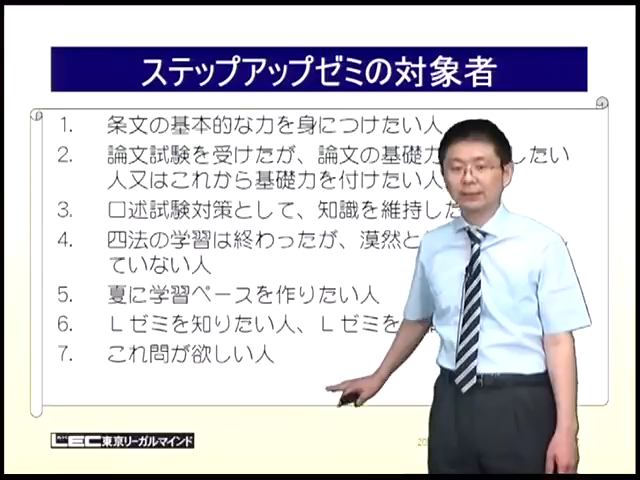 ステップアップゼミの対象者
1. 条文の基本的な力を身につけたい人
2. 論文試験を受けたが、論文の基礎力 したい
人又はこれから基礎力を付けたい人
3. 口述試験対策として、知識を維持した
4. 四法の学習は終わったが、漠然と
ていない人
5. 夏に学習ペースを作りたい人
6. Lゼミを知りたい人、Lゼミを
7. これ問が欲しい人
LEC東京リーガルマインド